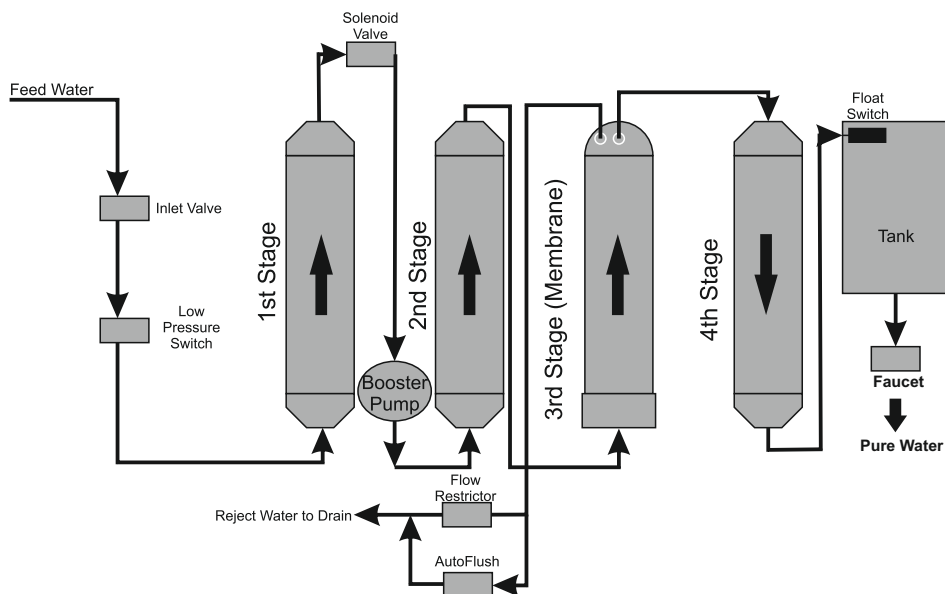 Solenoid
Valve
Feed Water
Float
Switch
Inlet Valve
Low
Pressure
Switch
1st Stage
2nd Stage
3rd Stage (Membrane)
4th Stage
Tank
Booster
Pump
Faucet
Pure Water
Flow
Restrictor
Reject Water to Drain
AutoFlush